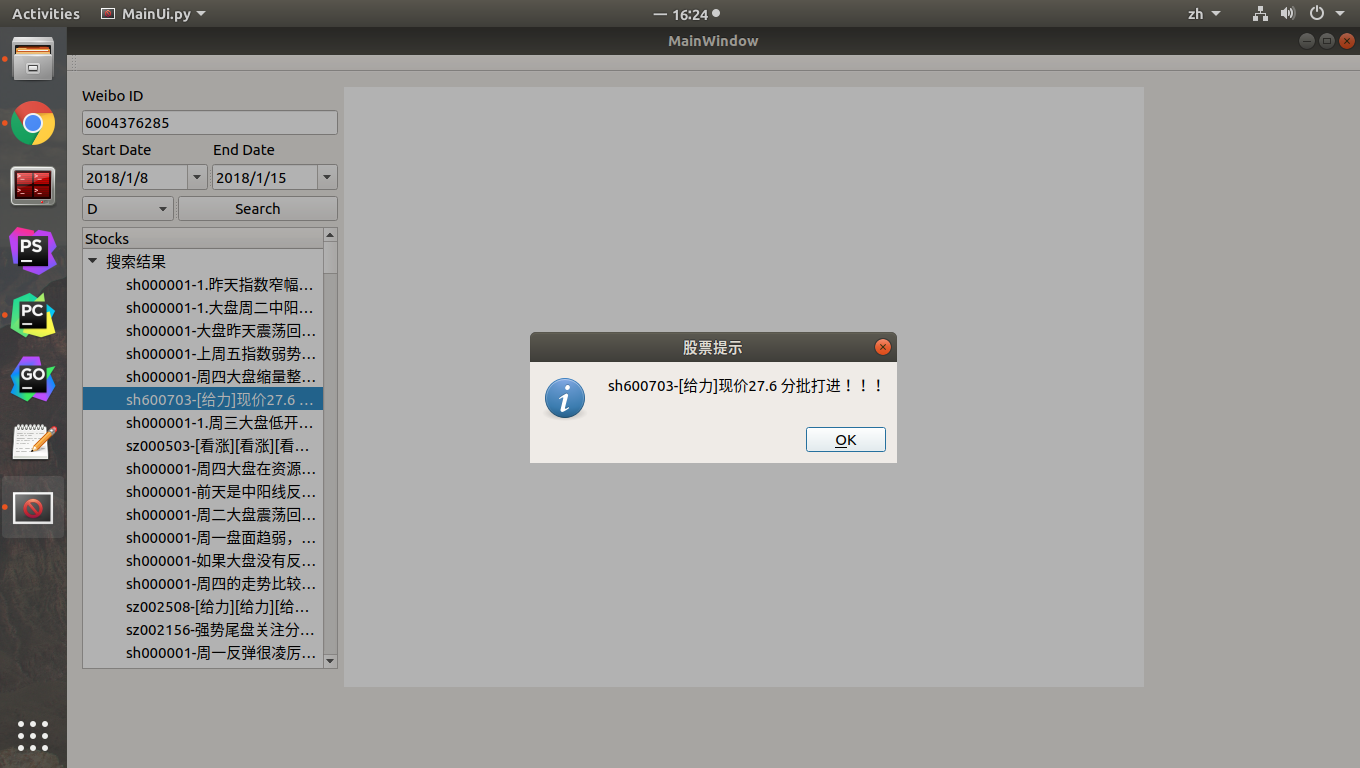 Activities
MainUi.py
一 16:24
zh
MainWindow
Weibo ID
6004376285
Start Date
End Date
2018/1/8
2018/1/15
D
Search
Stocks
搜索结果
sh000001-1.昨天指数窄幅…
sh000001-1.大盘周二中阳…
sh000001-大盘昨天震荡回…
sh000001-上周五指数弱势…
sh000001-周四大盘缩量整…
sh600703-[给力]现价27.6 …
sh000001-1.周三大盘低开…
sz000503-[看涨][看涨][看…
sh000001-周四大盘在资源…
sh000001-前天是中阳线反…
sh000001-周二大盘震荡回…
sh000001-周一盘面趋弱，…
sh000001-如果大盘没有反…
sh000001-周四的走势比较…
sz002508-[给力][给力][给…
sz002156-强势尾盘关注分…
sh000001-周一反弹很凌厉…
股票提示
sh600703-[给力]现价27.6 分批打进！！！
OK
PS
PC
GO